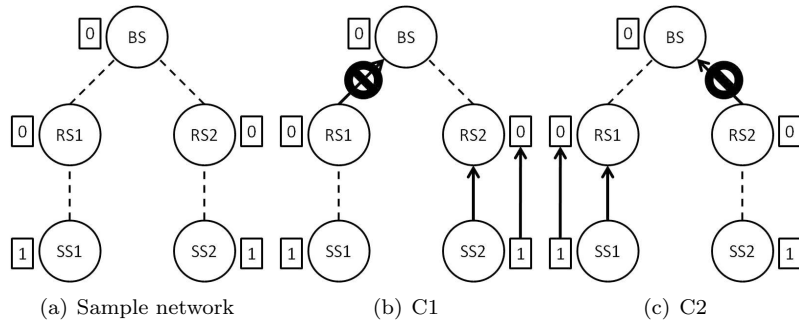 0 BS 0 BS 0 BS
0 RS1 RS2 0 0 RS1 RS2 0 0 RS1 RS2 0
1 SS1 SS2 1 1 SS1 SS2 1 1 SS1 SS2 1
(a) Sample network (b) C1 (c) C2